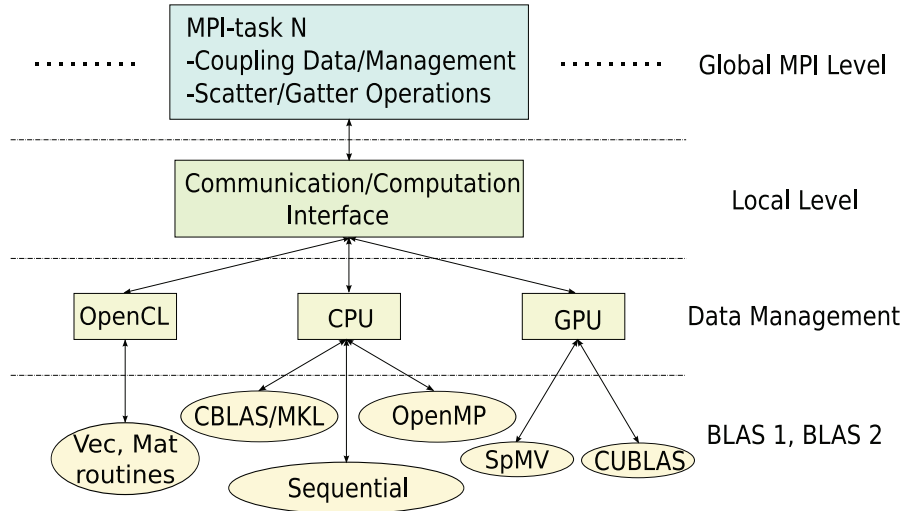 MPI-task N
-Coupling Data/Management
-Scatter/Gatter Operations
Global MPI Level
Communication/Computation
Interface
Local Level
OpenCL
CPU
GPU
Data Management
CBLAS/MKL
OpenMP
BLAS 1, BLAS 2
Vec, Mat
routines
SpMV
CUBLAS
Sequential